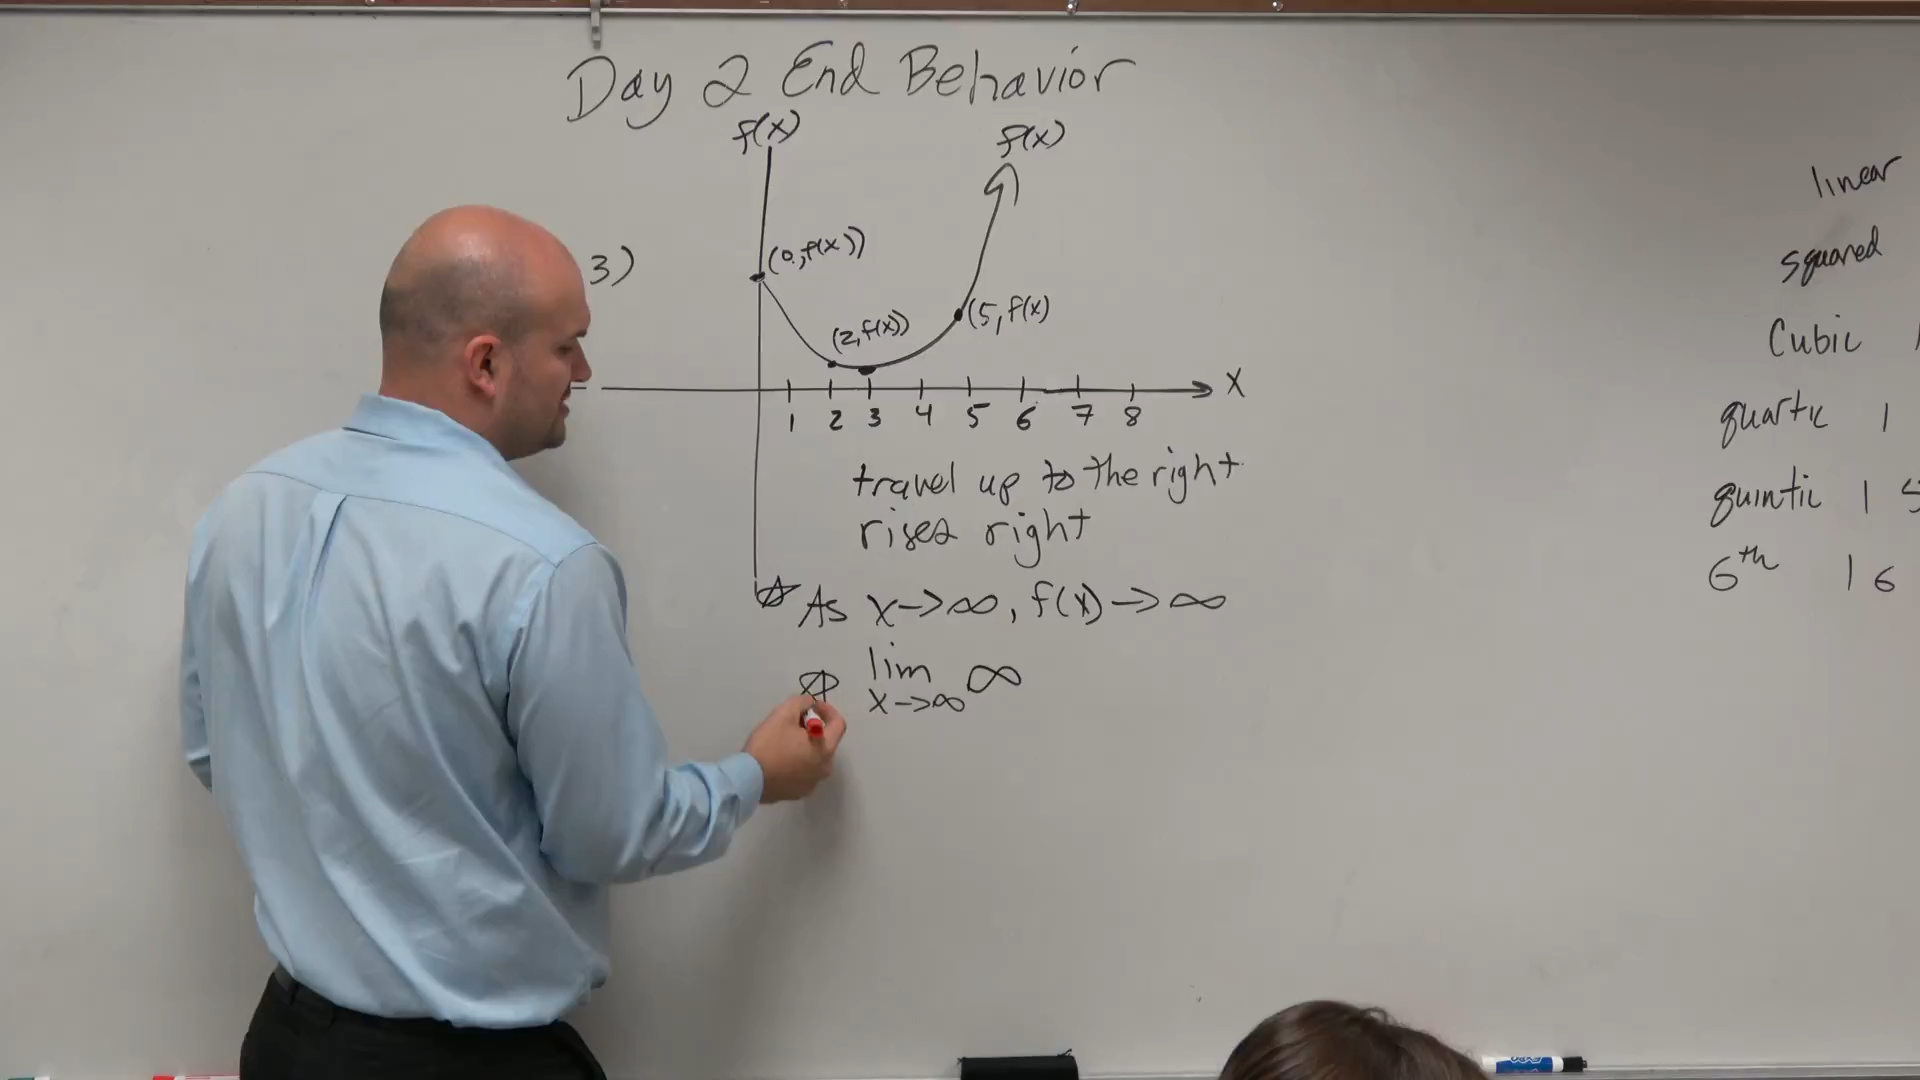 Day 2 End Behavior
f(x)
f(x)
3)
(0, f(x))
(2, f(x))
(5, f(x)
X
1 2 3 4 5 6 7 8
travel up to the right
rises right
As x→∞, f(x)→∞
lim ∞
x→∞
linear
squared
Cubic
quartic 1
quintic 1 5
6th 1 6